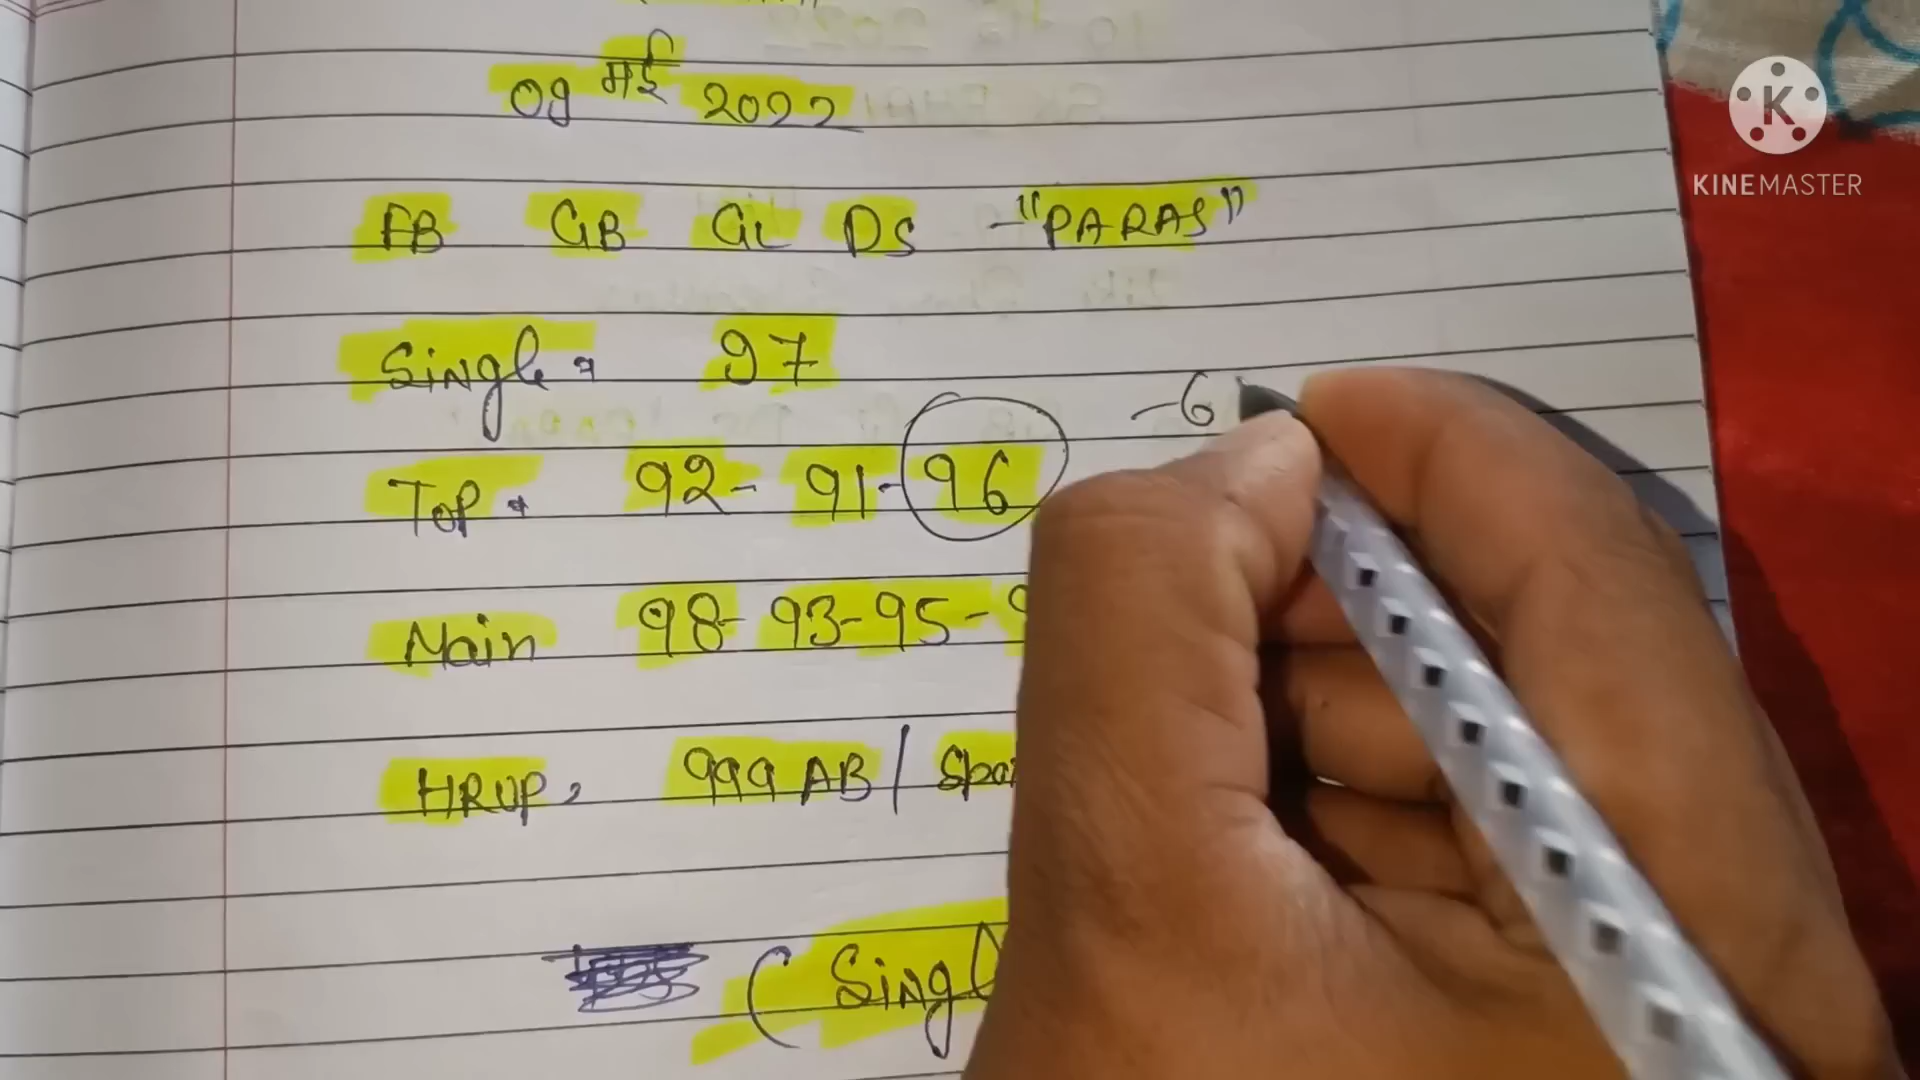 09 मई 2022
KINEMASTER
FB GB GL DS - "PARAS"
Single = 97
-6
TOP = 92- 91- 96
Main 98- 93-95-
HRUP = 999 AB /
( Singl